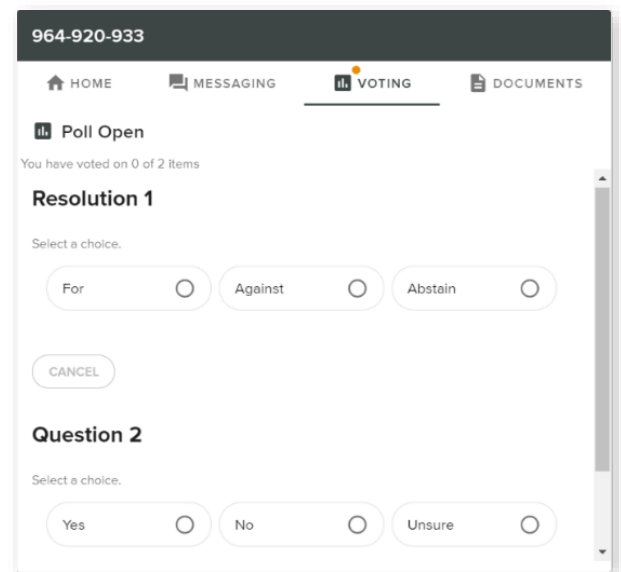 964-920-933
HOME MESSAGING VOTING DOCUMENTS
Poll Open
You have voted on 0 of 2 items
Resolution 1
Select a choice.
For Against Abstain
CANCEL
Question 2
Select a choice.
Yes No Unsure